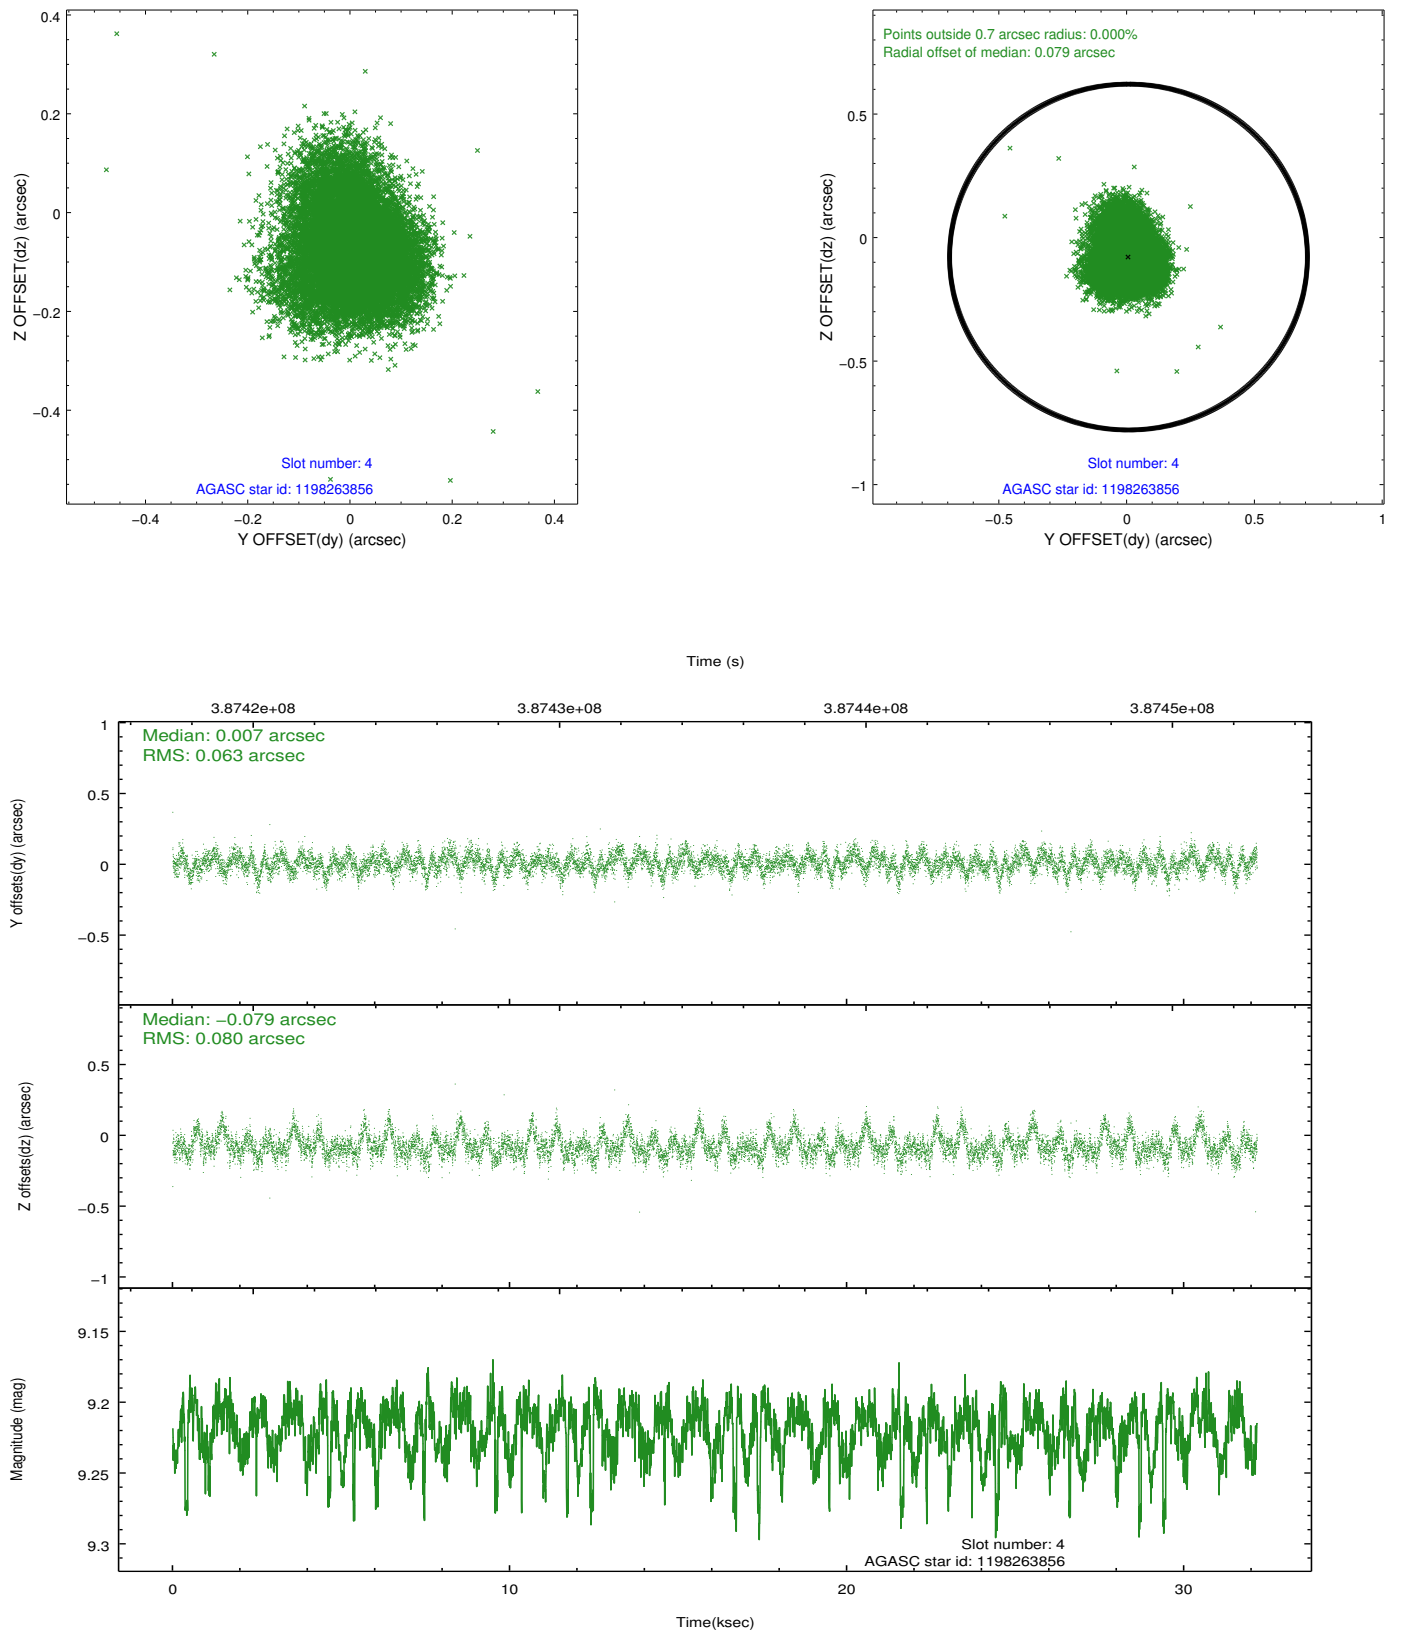 0.4
0.2
0
−0.2
−0.4
Z OFFSET(dz) (arcsec)
Slot number: 4
AGASC star id: 1198263856
−0.4
−0.2
0
0.2
0.4
Y OFFSET(dy) (arcsec)
Points outside 0.7 arcsec radius: 0.000%
Radial offset of median: 0.079 arcsec
0.5
0
−0.5
−1
Z OFFSET(dz) (arcsec)
Slot number: 4
AGASC star id: 1198263856
−0.5
0
0.5
1
Y OFFSET(dy) (arcsec)
Time (s)
3.8742e+08
3.8743e+08
3.8744e+08
3.8745e+08
Median: 0.007 arcsec
RMS: 0.063 arcsec
1
0.5
0
−0.5
Y offsets(dy) (arcsec)
Median: −0.079 arcsec
RMS: 0.080 arcsec
0.5
0
−0.5
−1
Z offsets(dz) (arcsec)
9.15
9.2
9.25
9.3
Magnitude (mag)
Slot number: 4
AGASC star id: 1198263856
0
10
20
30
Time(ksec)